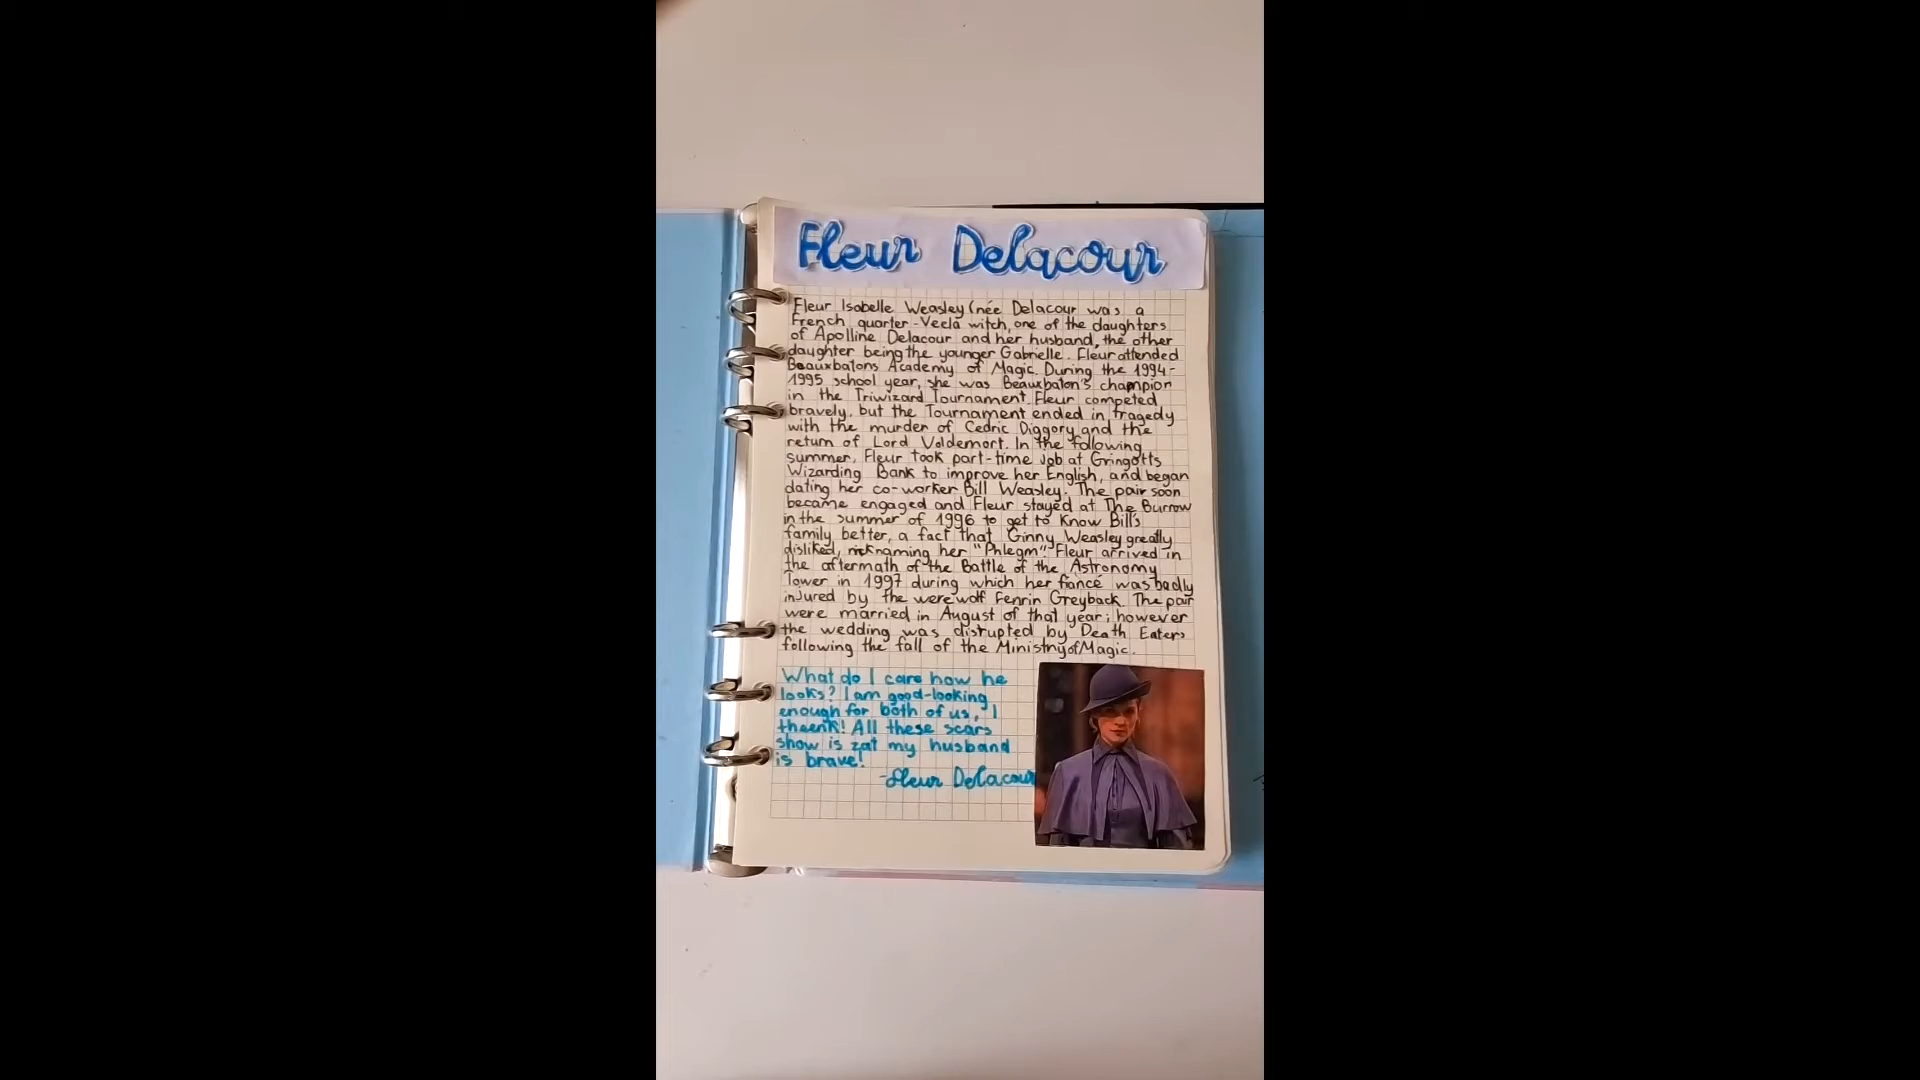 Fleur Delacour
Fleur Isabelle Weasley (née Delacour was a
French quarter-Veela witch, one of the daughters
of Apolline Delacour and her husband, the other
daughter being the younger Gabrielle. Fleur attended
Beauxbatons Academy of Magic. During the 1994-
1995 school year, she was Beauxbaton's champion
in the Triwizard Tournament. Fleur competed
bravely, but the Tournament ended in tragedy
with the murder of Cedric Diggory and the
return of Lord Voldemort. In the following
summer, Fleur took part-time job at Gringotts
Wizarding Bank to improve her English, and began
dating her co-worker Bill Weasley. The pair soon
became engaged and Fleur stayed at The Burrow
in the summer of 1996 to get to know Bill's
family better, a fact that Ginny Weasley greatly
disliked, nicknaming her "Phlegm". Fleur arrived in
the aftermath of the Battle of the Astronomy
Tower in 1997 during which her fiancé was badly
injured by the werewolf Fenrin Greyback. The pair
were married in August of that year; however
the wedding was disrupted by Death Eaters
following the fall of the Ministry of Magic.
What do I care how he
looks? I am good-looking
enough for both of us, I
theenk! All these scars
show is zat my husband
is brave!
-Fleur Delacour